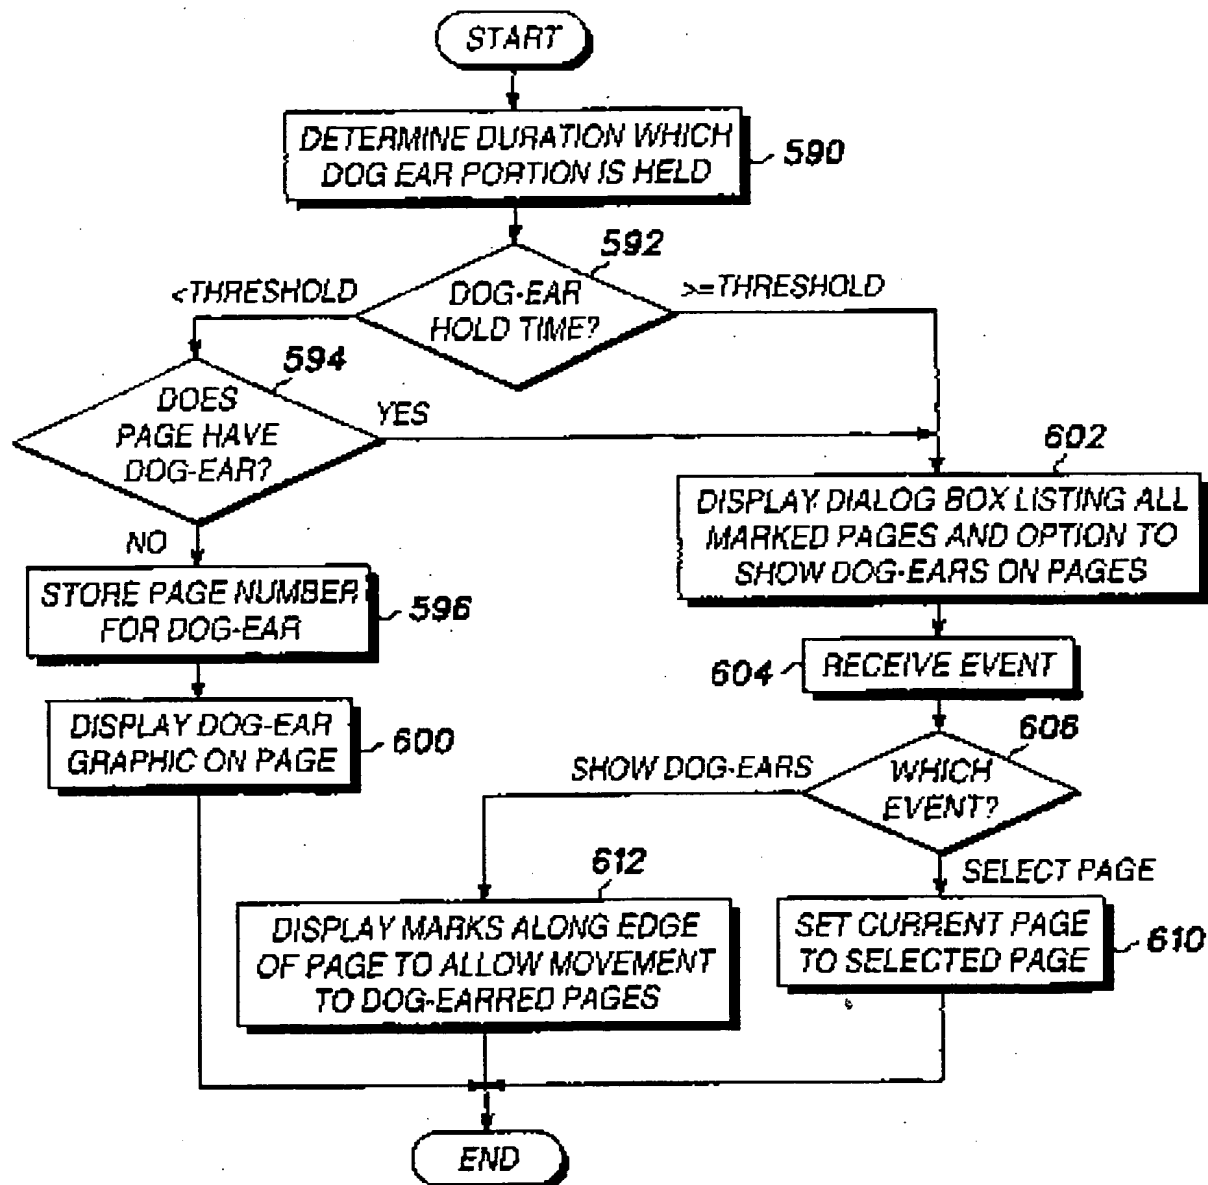 START
DETERMINE DURATION WHICH
DOG EAR PORTION IS HELD
590
592
<THRESHOLD
DOG-EAR
HOLD TIME?
>=THRESHOLD
594
DOES
PAGE HAVE
DOG-EAR?
YES
NO
STORE PAGE NUMBER
FOR DOG-EAR
596
DISPLAY DOG-EAR
GRAPHIC ON PAGE
600
602
DISPLAY DIALOG BOX LISTING ALL
MARKED PAGES AND OPTION TO
SHOW DOG-EARS ON PAGES
604
RECEIVE EVENT
606
SHOW DOG-EARS
WHICH
EVENT?
SELECT PAGE
612
DISPLAY MARKS ALONG EDGE
OF PAGE TO ALLOW MOVEMENT
TO DOG-EARRED PAGES
SET CURRENT PAGE
TO SELECTED PAGE
610
END